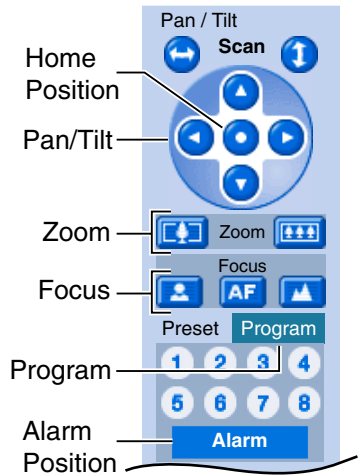 Pan / Tilt
Scan
Home
Position
Pan/Tilt
Zoom
Zoom
Focus
Focus
AF
Preset Program
Program
1 2 3 4
5 6 7 8
Alarm
Position
Alarm